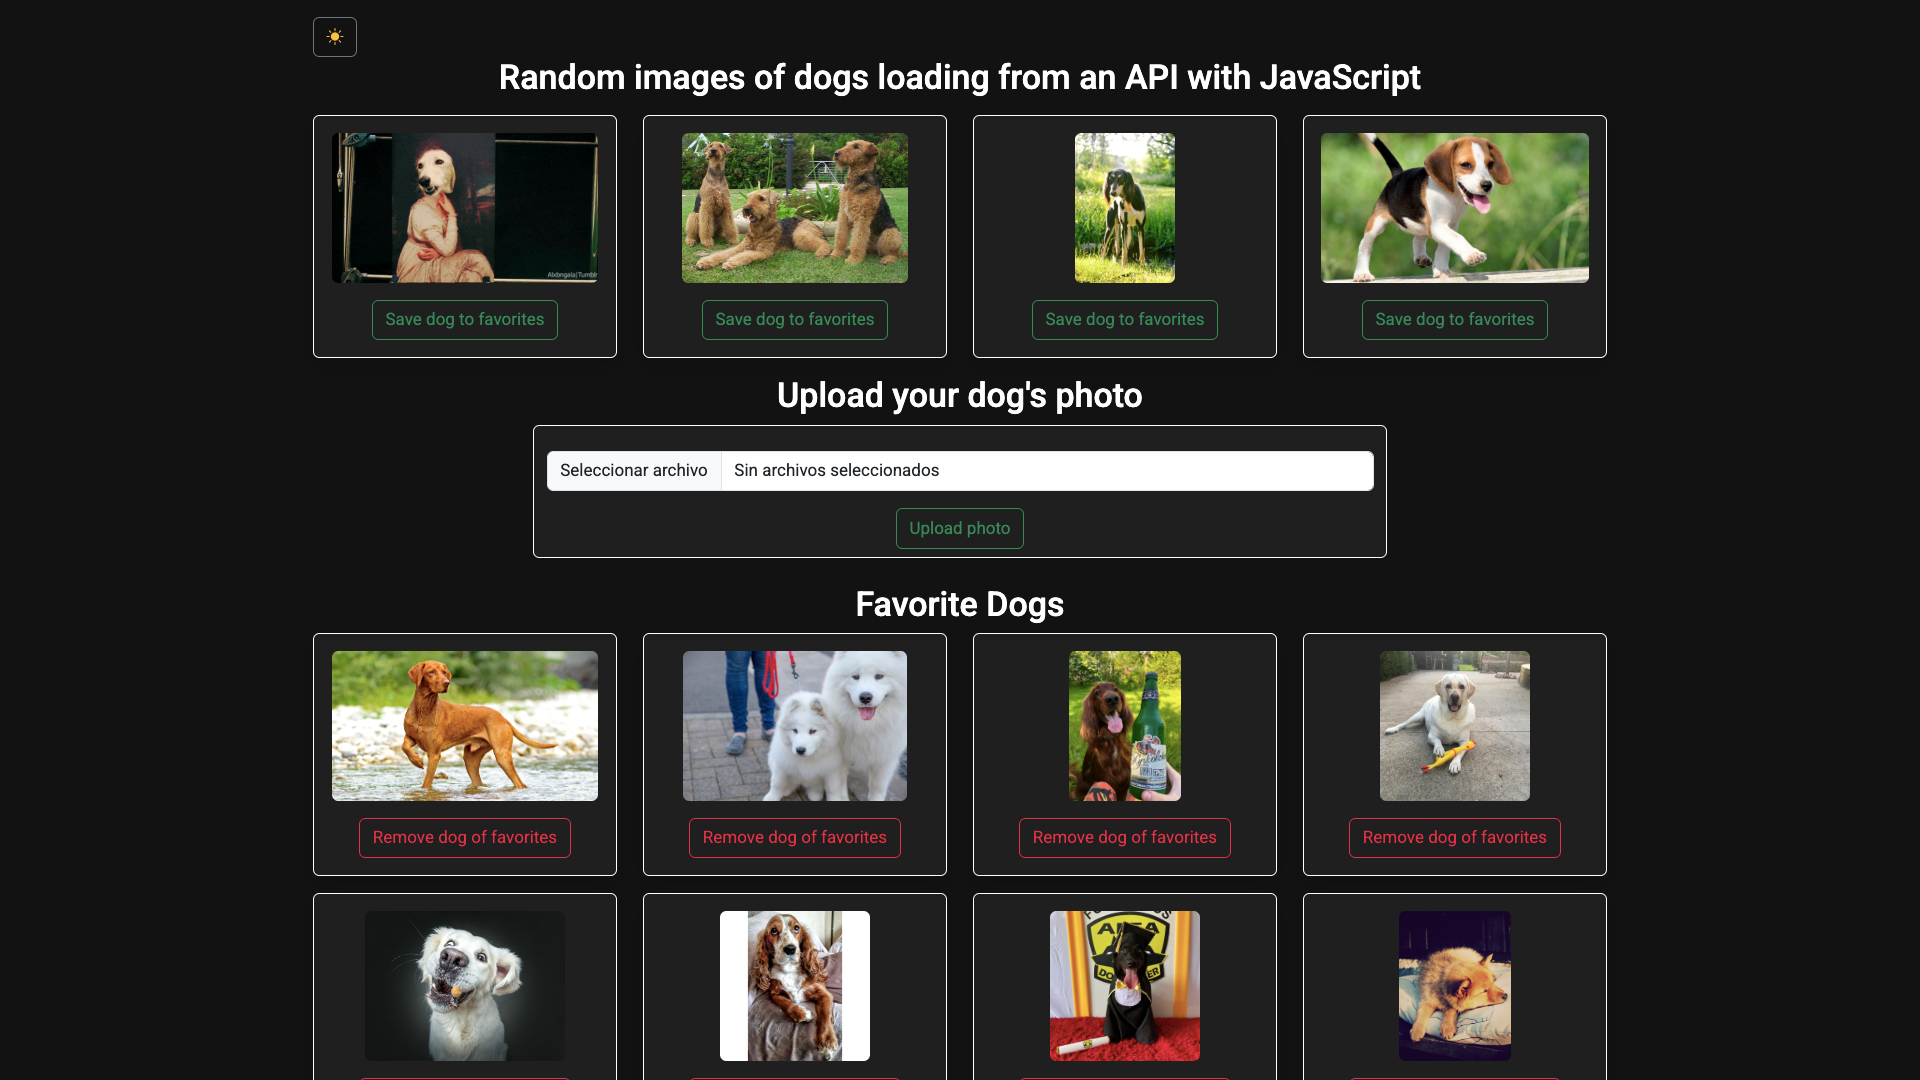 Random images of dogs loading from an API with JavaScript
Alxbngala|Tumblr
Save dog to favorites
Save dog to favorites
Save dog to favorites
Save dog to favorites
Upload your dog's photo
Seleccionar archivo
Sin archivos seleccionados
Upload photo
Favorite Dogs
Remove dog of favorites
Remove dog of favorites
Remove dog of favorites
Remove dog of favorites